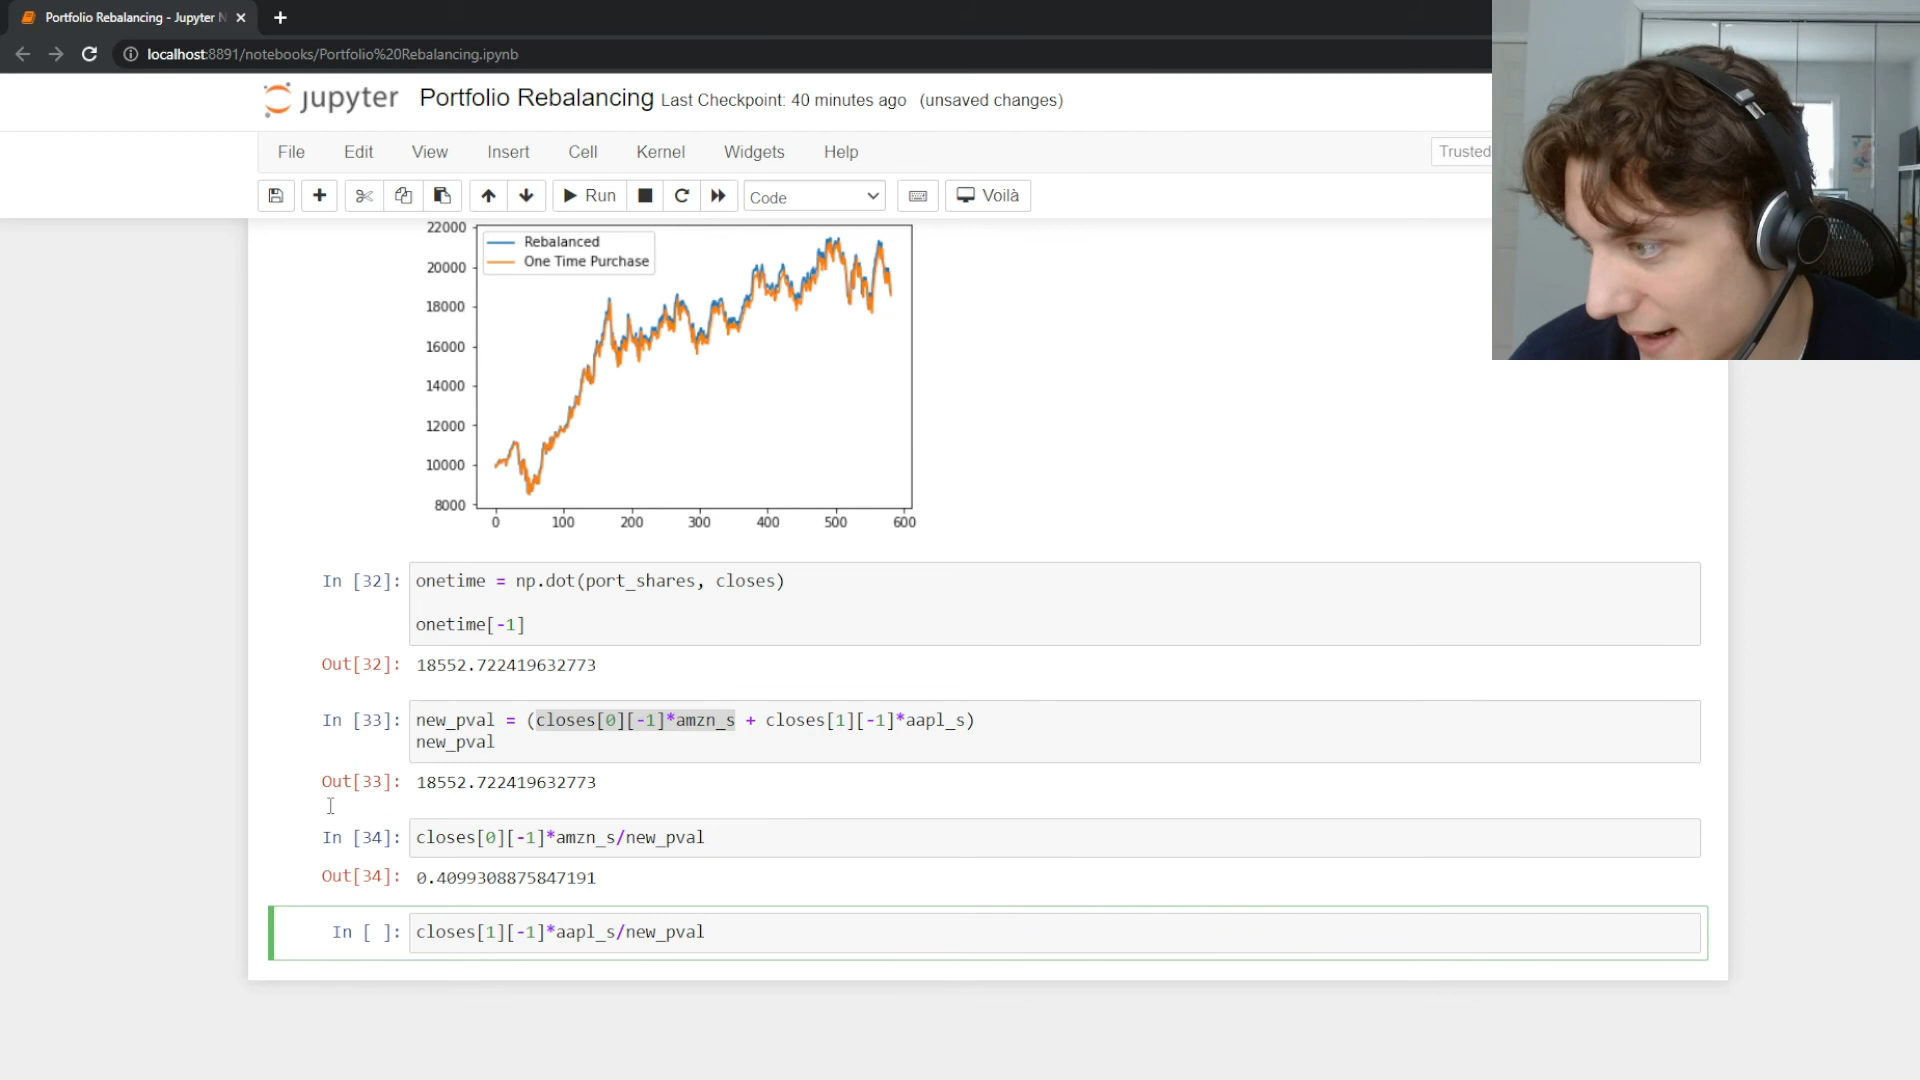 Portfolio Rebalancing - Jupyter N
localhost:8891/notebooks/Portfolio%20Rebalancing.ipynb
jupyter Portfolio Rebalancing Last Checkpoint: 40 minutes ago (unsaved changes)
File Edit View Insert Cell Kernel Widgets Help Trusted
Run Code Voilà
22000
20000
18000
16000
14000
12000
10000
8000
Rebalanced
One Time Purchase
0 100 200 300 400 500 600
In [32]: onetime = np.dot(port_shares, closes)
onetime[-1]
Out[32]: 18552.722419632773
In [33]: new_pval = (closes[0][-1]*amzn_s + closes[1][-1]*aapl_s)
new_pval
Out[33]: 18552.722419632773
In [34]: closes[0][-1]*amzn_s/new_pval
Out[34]: 0.4099308875847191
In [ ]: closes[1][-1]*aapl_s/new_pval